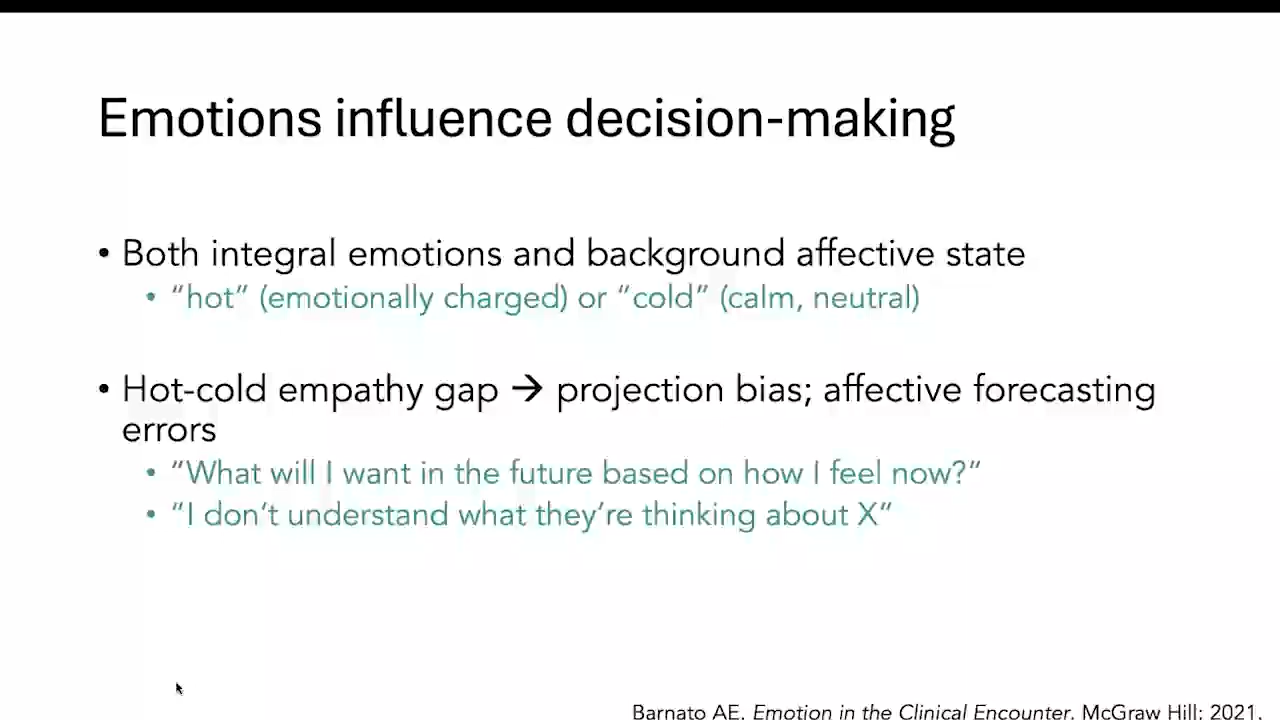 Emotions influence decision-making
• Both integral emotions and background affective state
• “hot” (emotionally charged) or “cold” (calm, neutral)
• Hot-cold empathy gap → projection bias; affective forecasting
errors
• “What will I want in the future based on how I feel now?”
• “I don’t understand what they’re thinking about X”
Barnato AE. Emotion in the Clinical Encounter. McGraw Hill: 2021.